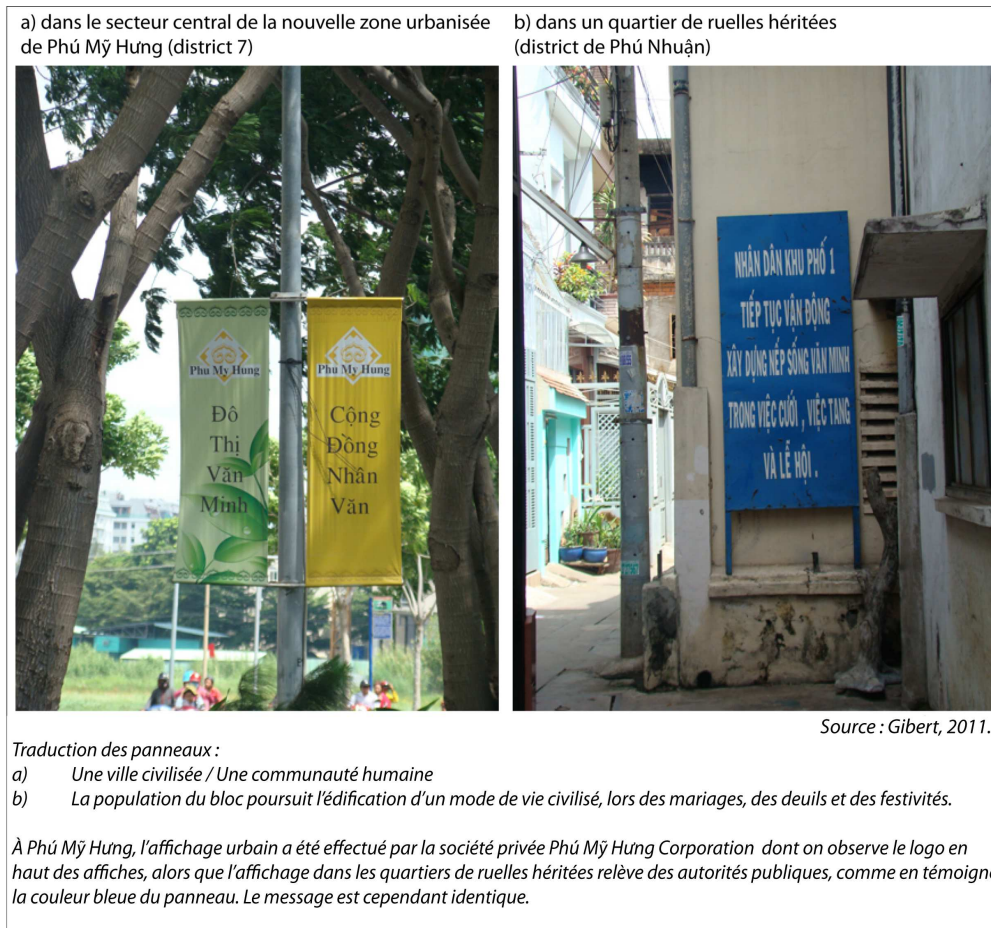 a) dans le secteur central de la nouvelle zone urbanisée
de Phú Mỹ Hưng (district 7)
b) dans un quartier de ruelles héritées
(district de Phú Nhuận)
Phu My Hung
Đô
Thị
Văn
Minh
Phu My Hung
Cộng
Đồng
Nhân
Văn
NHÂN DÂN KHU PHỐ 1
TIẾP TỤC VẬN ĐỘNG
XÂY DỰNG NẾP SỐNG VĂN MINH
TRONG VIỆC CƯỚI , VIỆC TANG
VÀ LỄ HỘI .
Source : Gibert, 2011.
Traduction des panneaux :
a) Une ville civilisée / Une communauté humaine
b) La population du bloc poursuit l'édification d'un mode de vie civilisé, lors des mariages, des deuils et des festivités.
À Phú Mỹ Hưng, l'affichage urbain a été effectué par la société privée Phú Mỹ Hưng Corporation dont on observe le logo en
haut des affiches, alors que l'affichage dans les quartiers de ruelles héritées relève des autorités publiques, comme en témoigne
la couleur bleue du panneau. Le message est cependant identique.